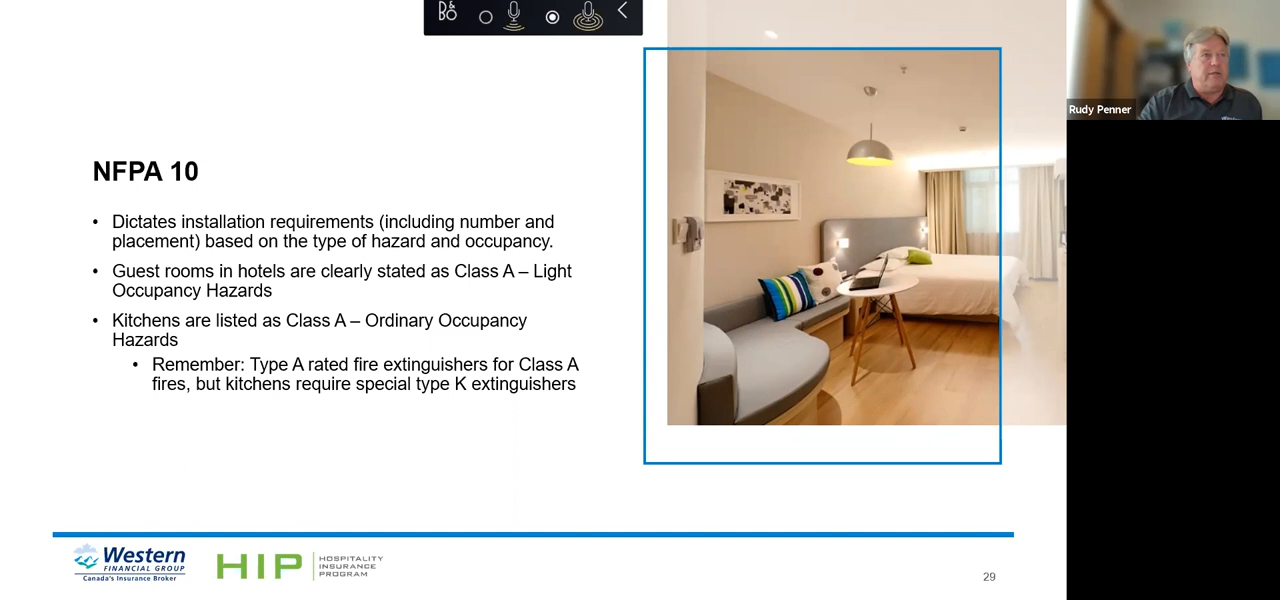 Rudy Penner
NFPA 10
• Dictates installation requirements (including number and
placement) based on the type of hazard and occupancy.
• Guest rooms in hotels are clearly stated as Class A – Light
Occupancy Hazards
• Kitchens are listed as Class A – Ordinary Occupancy
Hazards
• Remember: Type A rated fire extinguishers for Class A
fires, but kitchens require special type K extinguishers
Western
FINANCIAL GROUP
Canada's Insurance Broker
HIP
HOSPITALITY
INSURANCE
PROGRAM
29